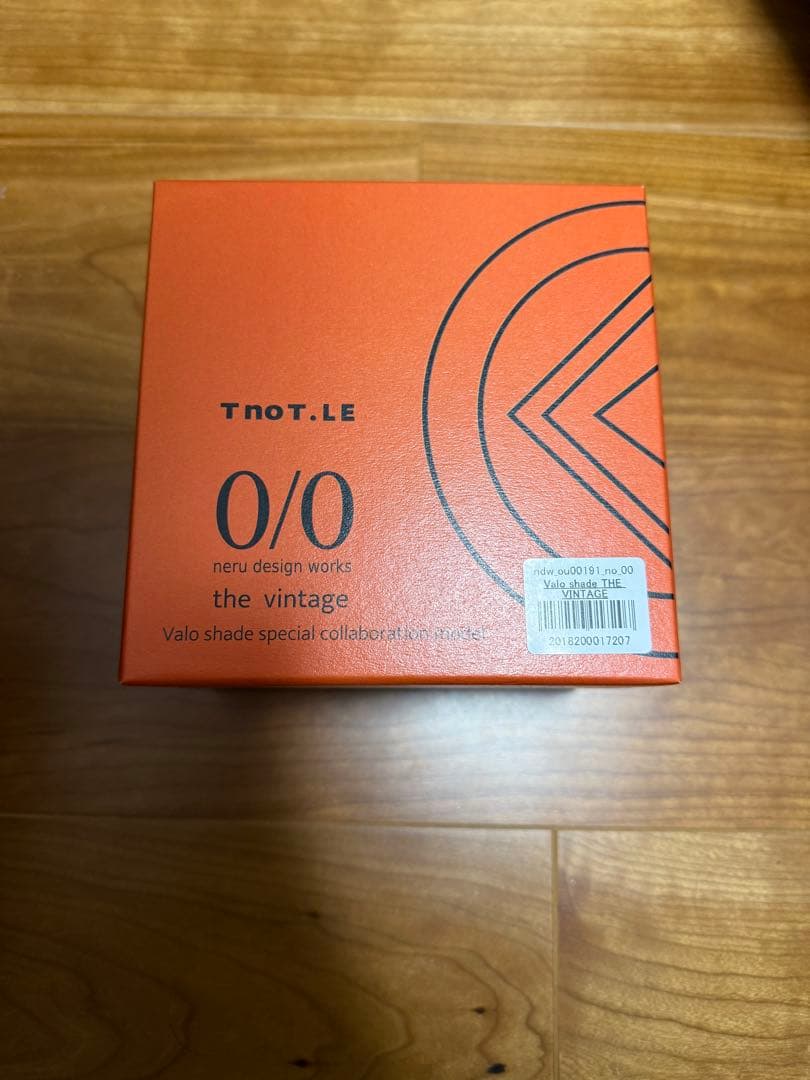 TnoT.LE
0/0
neru design works
the vintage
Valo shade special collaboration model
ndw_ou00191_no_00
Valo shade THE
VINTAGE
2018200017207